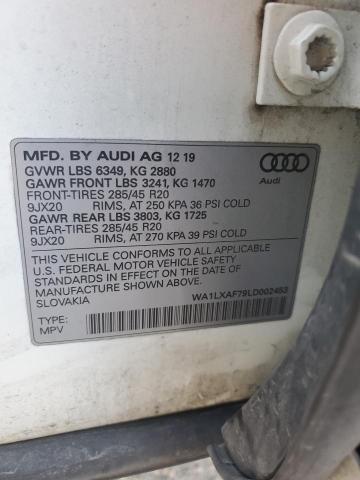 MFD. BY AUDI AG 12 19
GVWR LBS 6349, KG 2880
GAWR FRONT LBS 3241, KG 1470
FRONT-TIRES 285/45 R20
9JX20 RIMS, AT 250 KPA 36 PSI COLD
GAWR REAR LBS 3803, KG 1725
REAR-TIRES 285/45 R20
9JX20 RIMS, AT 270 KPA 39 PSI COLD
THIS VEHICLE CONFORMS TO ALL APPLICABLE
U.S. FEDERAL MOTOR VEHICLE SAFETY
STANDARDS IN EFFECT ON THE DATE OF
MANUFACTURE SHOWN ABOVE.
SLOVAKIA
WA1LXAF79LD002453
TYPE:
MPV
Audi